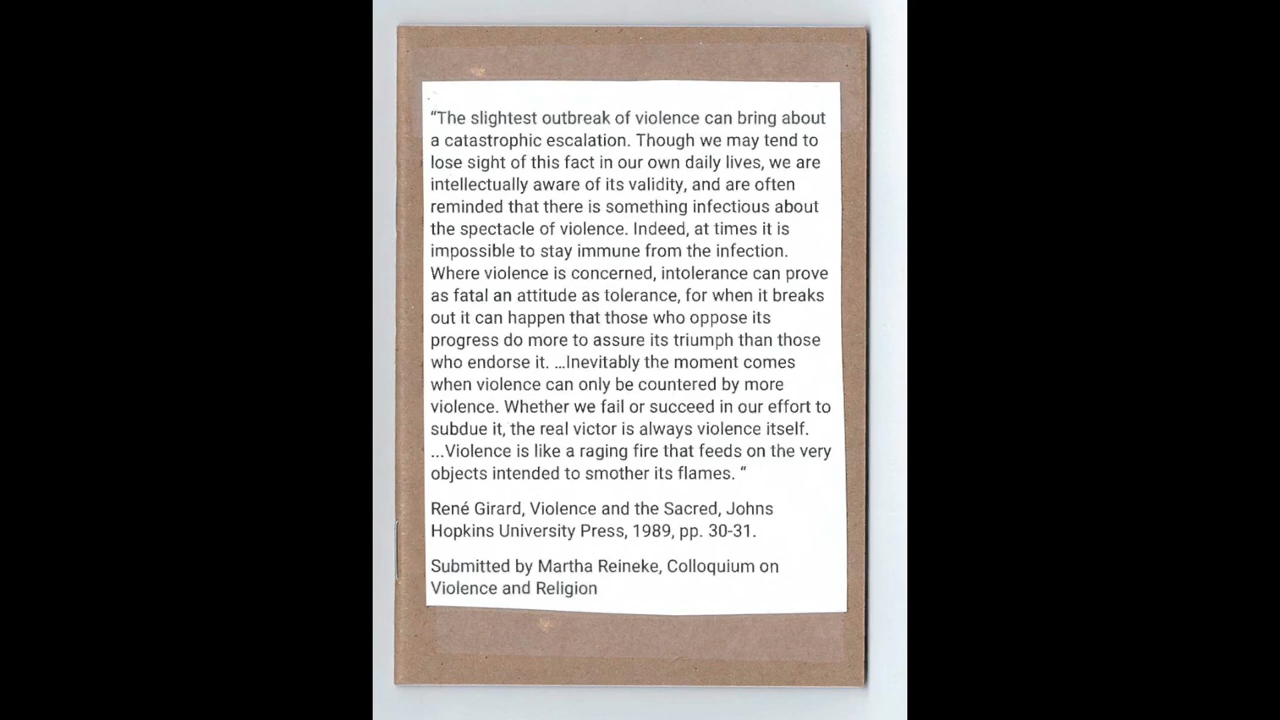 “The slightest outbreak of violence can bring about
a catastrophic escalation. Though we may tend to
lose sight of this fact in our own daily lives, we are
intellectually aware of its validity, and are often
reminded that there is something infectious about
the spectacle of violence. Indeed, at times it is
impossible to stay immune from the infection.
Where violence is concerned, intolerance can prove
as fatal an attitude as tolerance, for when it breaks
out it can happen that those who oppose its
progress do more to assure its triumph than those
who endorse it. ...Inevitably the moment comes
when violence can only be countered by more
violence. Whether we fail or succeed in our effort to
subdue it, the real victor is always violence itself.
...Violence is like a raging fire that feeds on the very
objects intended to smother its flames. “
René Girard, Violence and the Sacred, Johns
Hopkins University Press, 1989, pp. 30-31.
Submitted by Martha Reineke, Colloquium on
Violence and Religion